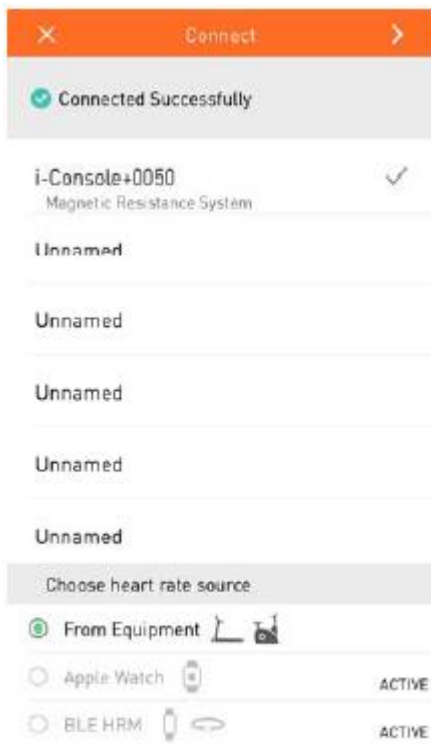 Connect
Connected Successfully
i-Console+0050
Magnetic Resistance System
Unnamed
Unnamed
Unnamed
Unnamed
Unnamed
Choose heart rate source
From Equipment
Apple Watch ACTIVE
BLE HRM ACTIVE